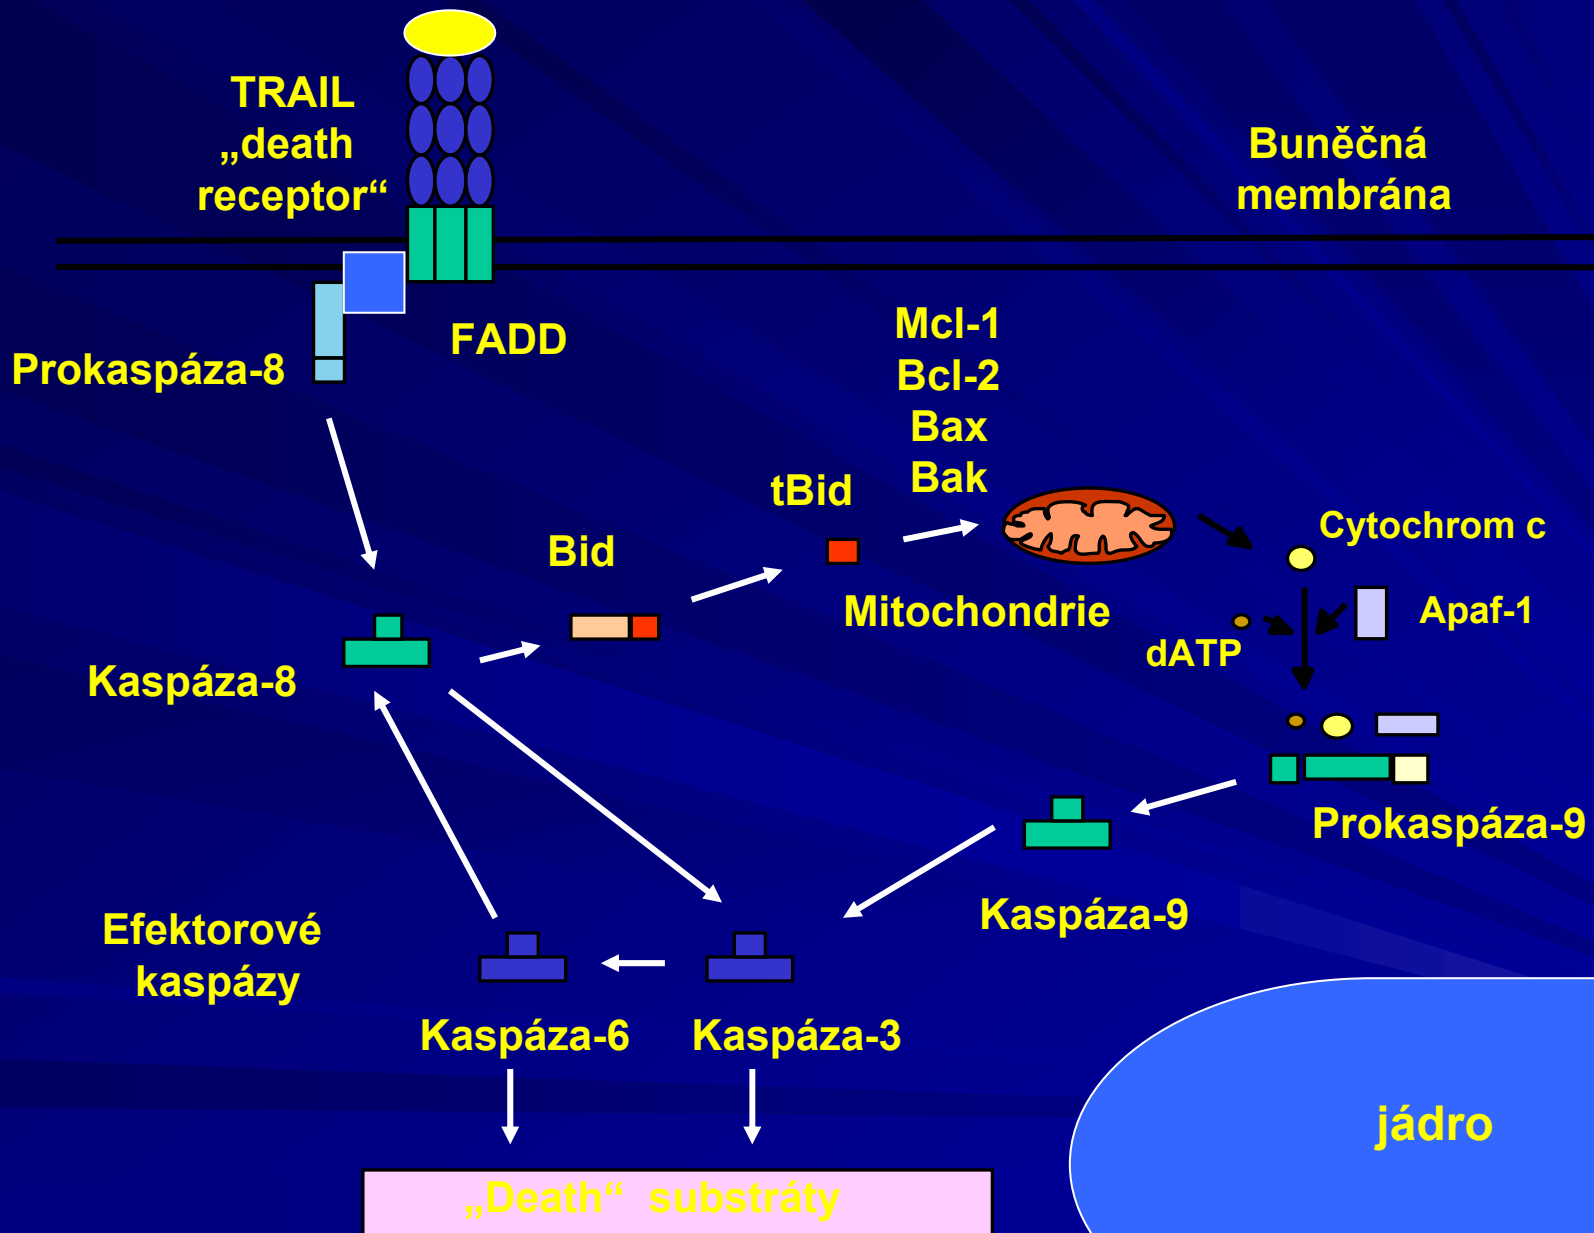 TRAIL
„death
receptor“
Buněčná
membrána
FADD
Prokaspáza-8
Mcl-1
Bcl-2
Bax
Bak
tBid
Bid
Cytochrom c
Mitochondrie
Apaf-1
dATP
Kaspáza-8
Prokaspáza-9
Kaspáza-9
Efektorové
kaspázy
Kaspáza-6
Kaspáza-3
jádro
„Death“ substráty